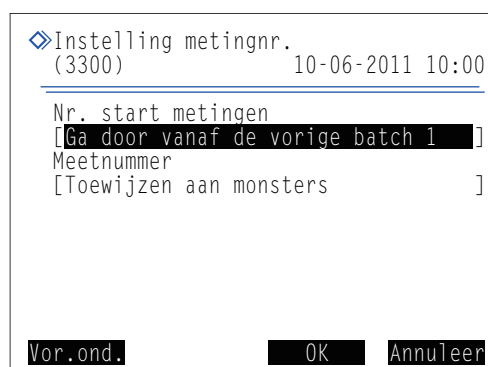 Instelling metingnr.
(3300) 10-06-2011 10:00
Nr. start metingen
[Ga door vanaf de vorige batch 1 ]
Meetnummer
[Toewijzen aan monsters ]
Vor.ond. OK Annuleer